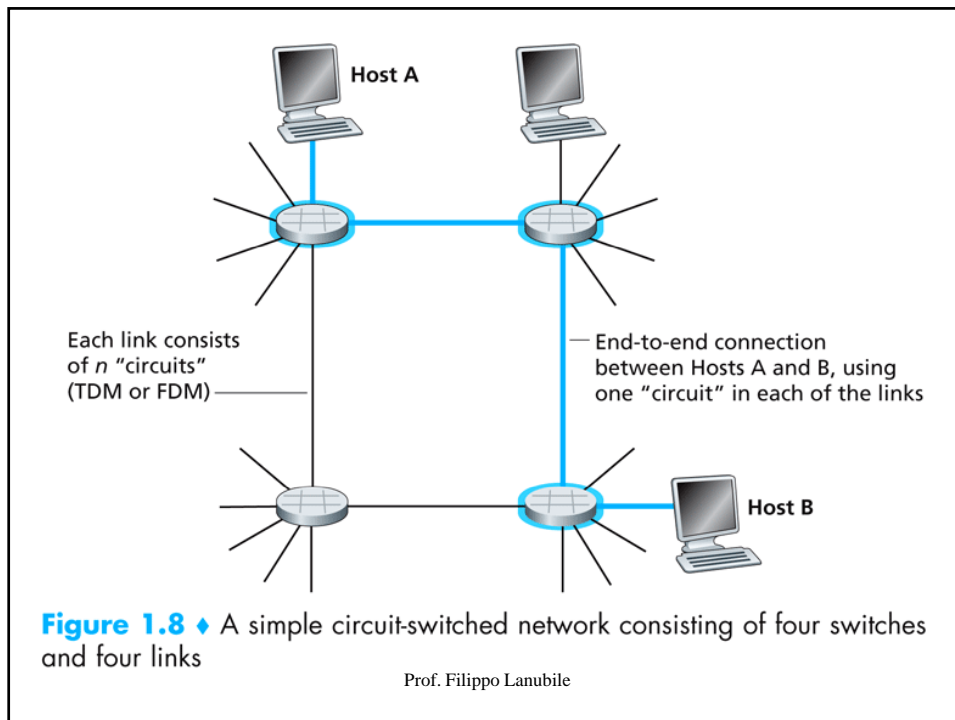 Host A
Each link consists
of n “circuits”
(TDM or FDM)
End-to-end connection
between Hosts A and B, using
one “circuit” in each of the links
Host B
Figure 1.8 ♦ A simple circuit-switched network consisting of four switches
and four links
Prof. Filippo Lanubile